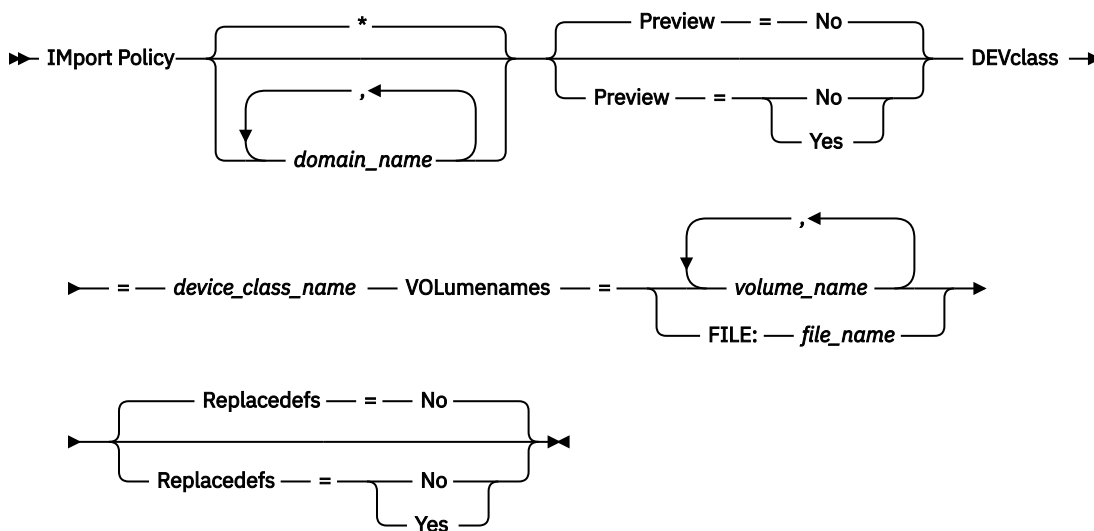 * Preview = No
IMport Policy DEVclass
, Preview = No
domain_name Yes
,
= device_class_name VOLumenames = volume_name
FILE: file_name
Replacedefs = No
Replacedefs = No
Yes